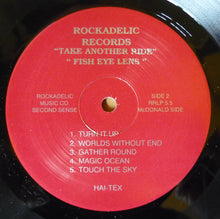 ROCKADELIC
RECORDS
"TAKE ANOTHER RIDE"
" FISH EYE LENS "
ROCKADELIC
MUSIC CO.
SECOND SENSE
SIDE 2
RRLP 5.5
McDONALD SIDE
1. TURN IT UP
2. WORLDS WITHOUT END
3. GATHER ROUND
4. MAGIC OCEAN
5. TOUCH THE SKY
HAI-TEX